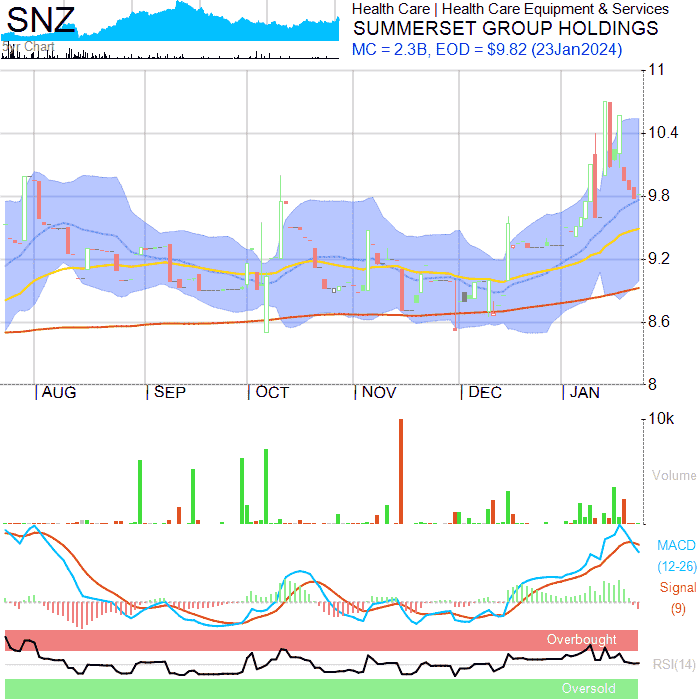 SNZ
5yr Chart
Health Care | Health Care Equipment & Services
SUMMERSET GROUP HOLDINGS
MC = 2.3B, EOD = $9.82 (23Jan2024)
11
10.4
9.8
9.2
8.6
8
| AUG | SEP | OCT | NOV | DEC | JAN
10k
Volume
MACD
(12-26)
Signal
(9)
Overbought
RSI(14)
Oversold